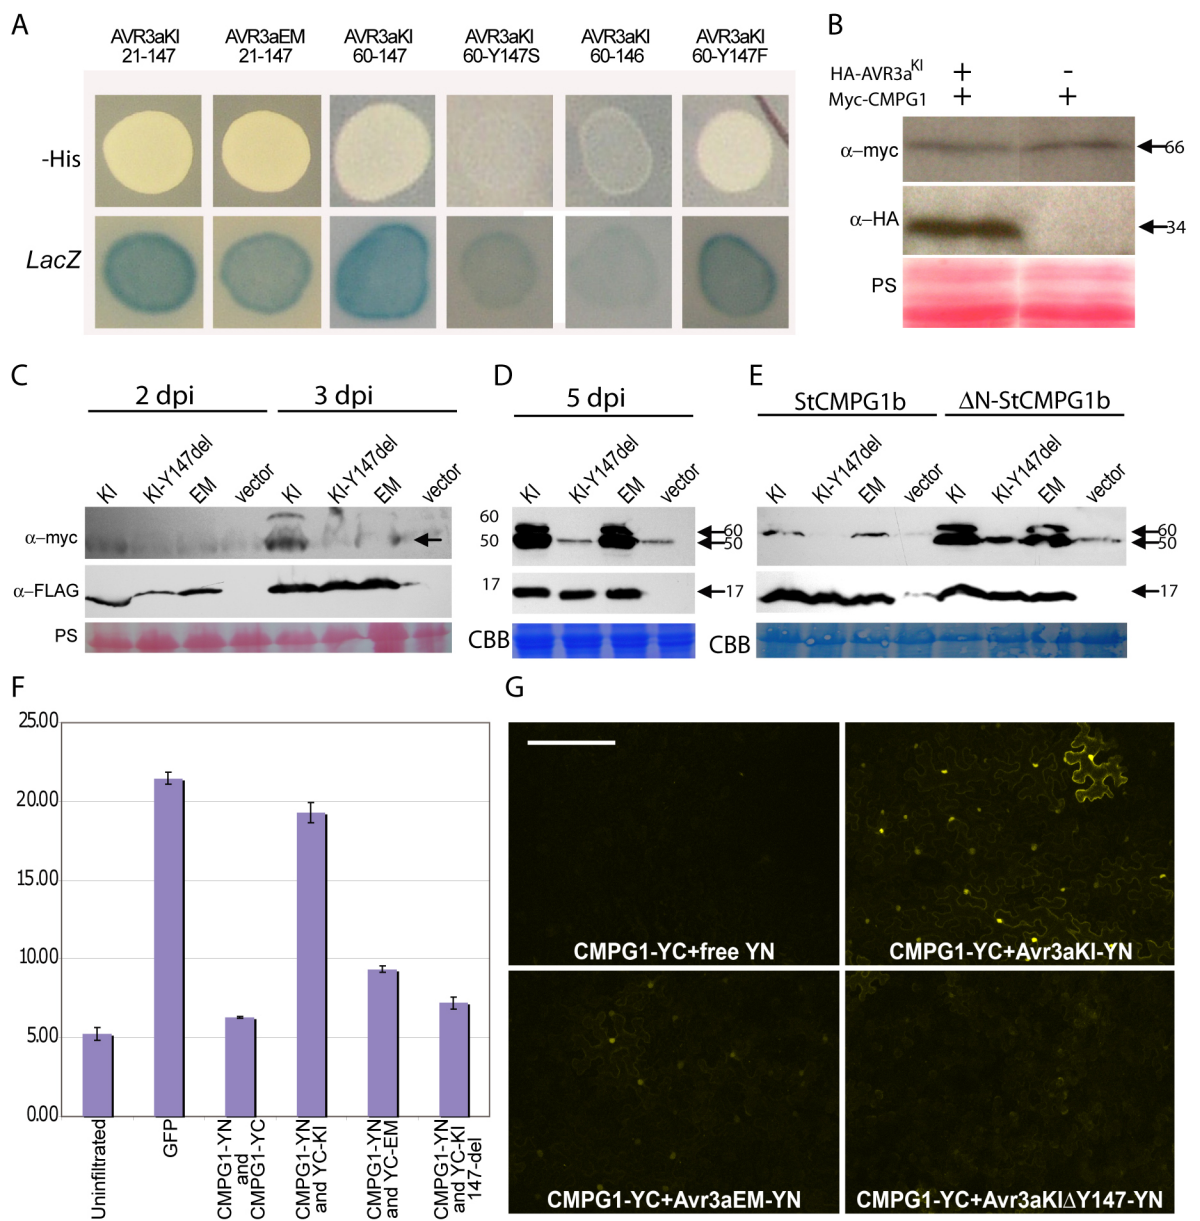 A
AVR3aKI 21-147
AVR3aEM 21-147
AVR3aKI 60-147
AVR3aKI 60-Y147S
AVR3aKI 60-146
AVR3aKI 60-Y147F
-His
LacZ
B
HA-AVR3aKI + -
Myc-CMPG1 + +
α–myc 66
α–HA 34
PS
C
2 dpi 3 dpi
KI KI-Y147del EM vector KI KI-Y147del EM vector
α–myc
α–FLAG
PS
D
5 dpi
KI KI-Y147del EM vector
60 60
50 50
17 17
CBB
E
StCMPG1b ΔN-StCMPG1b
KI KI-Y147del EM vector KI KI-Y147del EM vector
60
50
17
CBB
F
25.00
20.00
15.00
10.00
5.00
0.00
Uninfiltrated
GFP
CMPG1-YN and CMPG1-YC
CMPG1-YN and YC-KI
CMPG1-YN and YC-EM
CMPG1-YN and YC-KI 147-del
G
CMPG1-YC+free YN
CMPG1-YC+Avr3aKI-YN
CMPG1-YC+Avr3aEM-YN
CMPG1-YC+Avr3aKIΔY147-YN